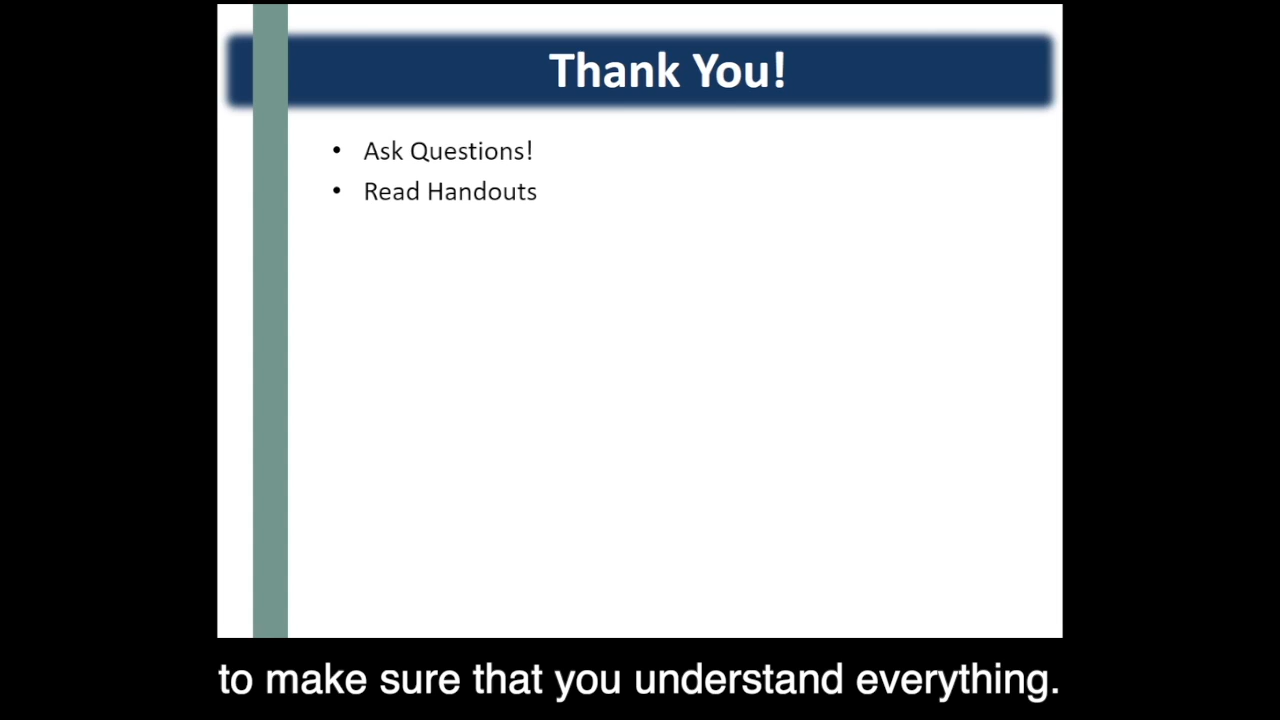 Thank You!
• Ask Questions!
• Read Handouts
to make sure that you understand everything.